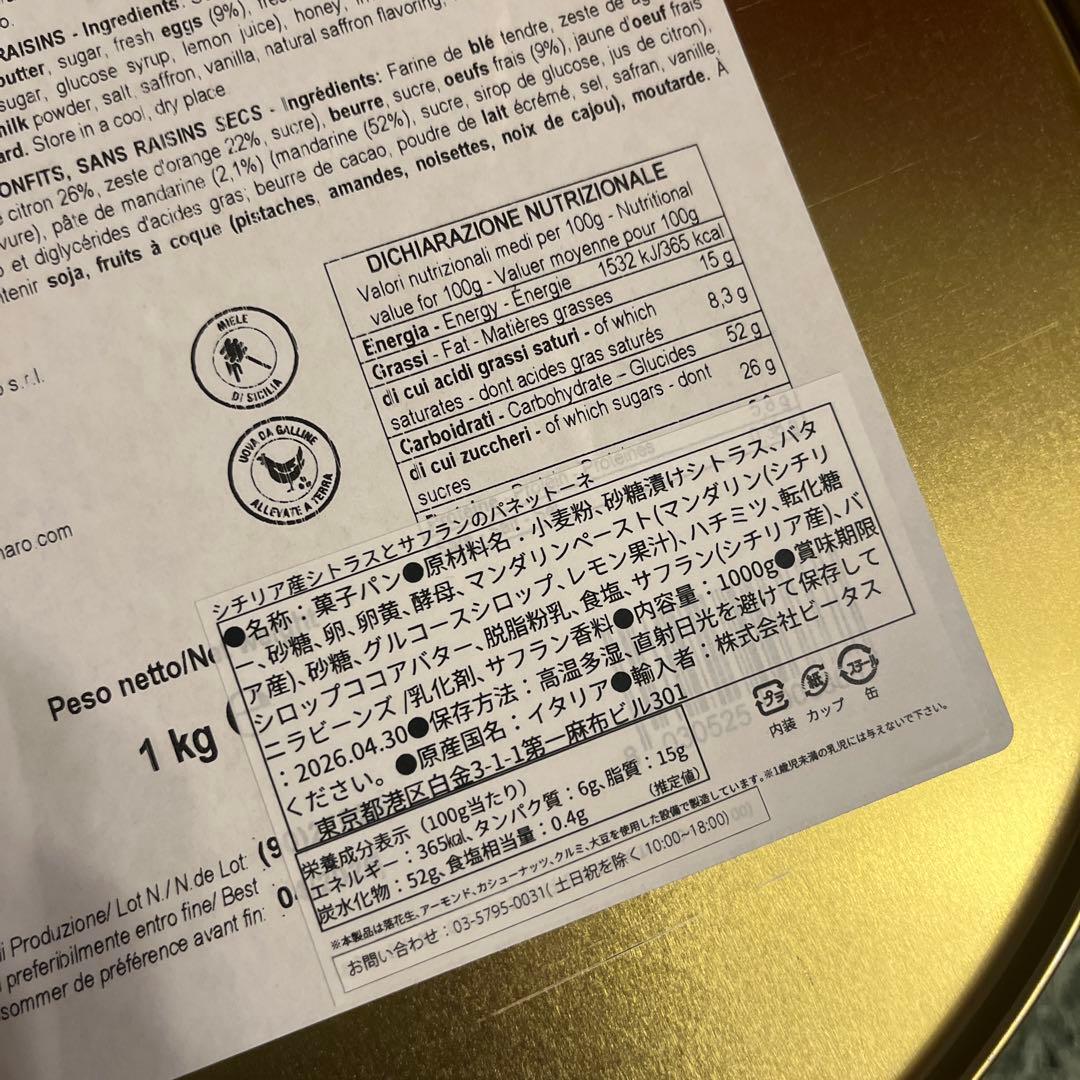 RAISINS - Ingredients:
butter, sugar, fresh eggs (9%),
sugar, glucose syrup, lemon juice), honey,
milk powder, salt, saffron, vanilla, natural saffron flavoring,
ard. Store in a cool, dry place
ONFITS, SANS RAISINS SECS - Ingrédients: Farine de blé tendre, zeste de
citron 26%, zeste d'orange 22%, sucre), beurre, sucre, oeufs frais (9%), jaune d'oeuf frais
vure), pâte de mandarine (2,1%) (mandarine (52%), sucre, sirop de glucose, jus de citron),
et diglycérides d'acides gras; beurre de cacao, poudre de lait écrémé, sel, safran, vanille,
ntenir soja, fruits à coque (pistaches, amandes, noisettes, noix de cajou), moutarde. À
DICHIARAZIONE NUTRIZIONALE
Valori nutrizionali medi per 100g - Nutritional
value for 100g - Valuer moyenne pour 100g
Energia - Energy - Énergie 1532 kJ/365 kcal
Grassi - Fat - Matières grasses 15 g
di cui acidi grassi saturi - of which
saturates - dont acides gras saturés 8,3 g
Carboidrati - Carbohydrate – Glucides 52 g
di cui zuccheri - of which sugars - dont
sucres 26 g
MIELE
DI SICILIA
UOVA DA GALLINE
ALLEVATE A TERRA
s.r.l.
naro.com
Peso netto/Ne
1 kg
i Produzione/ Lot N./ N.de Lot: (9
preferibilmente entro fine/ Best
sommer de préférence avant fin: 0
シチリア産シトラスとサフランのパネットーネ
●名称：菓子パン●原材料名：小麦粉、砂糖漬けシトラス、バタ
ー、砂糖、卵、卵黄、酵母、マンダリンペースト(マンダリン(シチリ
ア産)、砂糖、グルコースシロップ、レモン果汁)、ハチミツ、転化糖
シロップココアバター、脱脂粉乳、食塩、サフラン(シチリア産)、バ
ニラビーンズ /乳化剤、サフラン香料●内容量：1000g●賞味期限
：2026.04.30●保存方法：高温多湿、直射日光を避けて保存して
ください。●原産国名：イタリア●輸入者：株式会社ビータス
東京都港区白金3-1-1第一麻布ビル301
栄養成分表示（100g当たり）
エネルギー：365kcal、タンパク質：6g、脂質：15g
炭水化物：52g、食塩相当量：0.4g (推定値)
プラ 紙 スチール
内装 カップ 缶
※本製品は落花生、アーモンド、カシューナッツ、クルミ、大豆を使用した設備で製造しています。※1歳児未満の乳児には与えないで下さい。
お問い合わせ：03-5795-0031( 土日祝を除く 10:00~18:00)